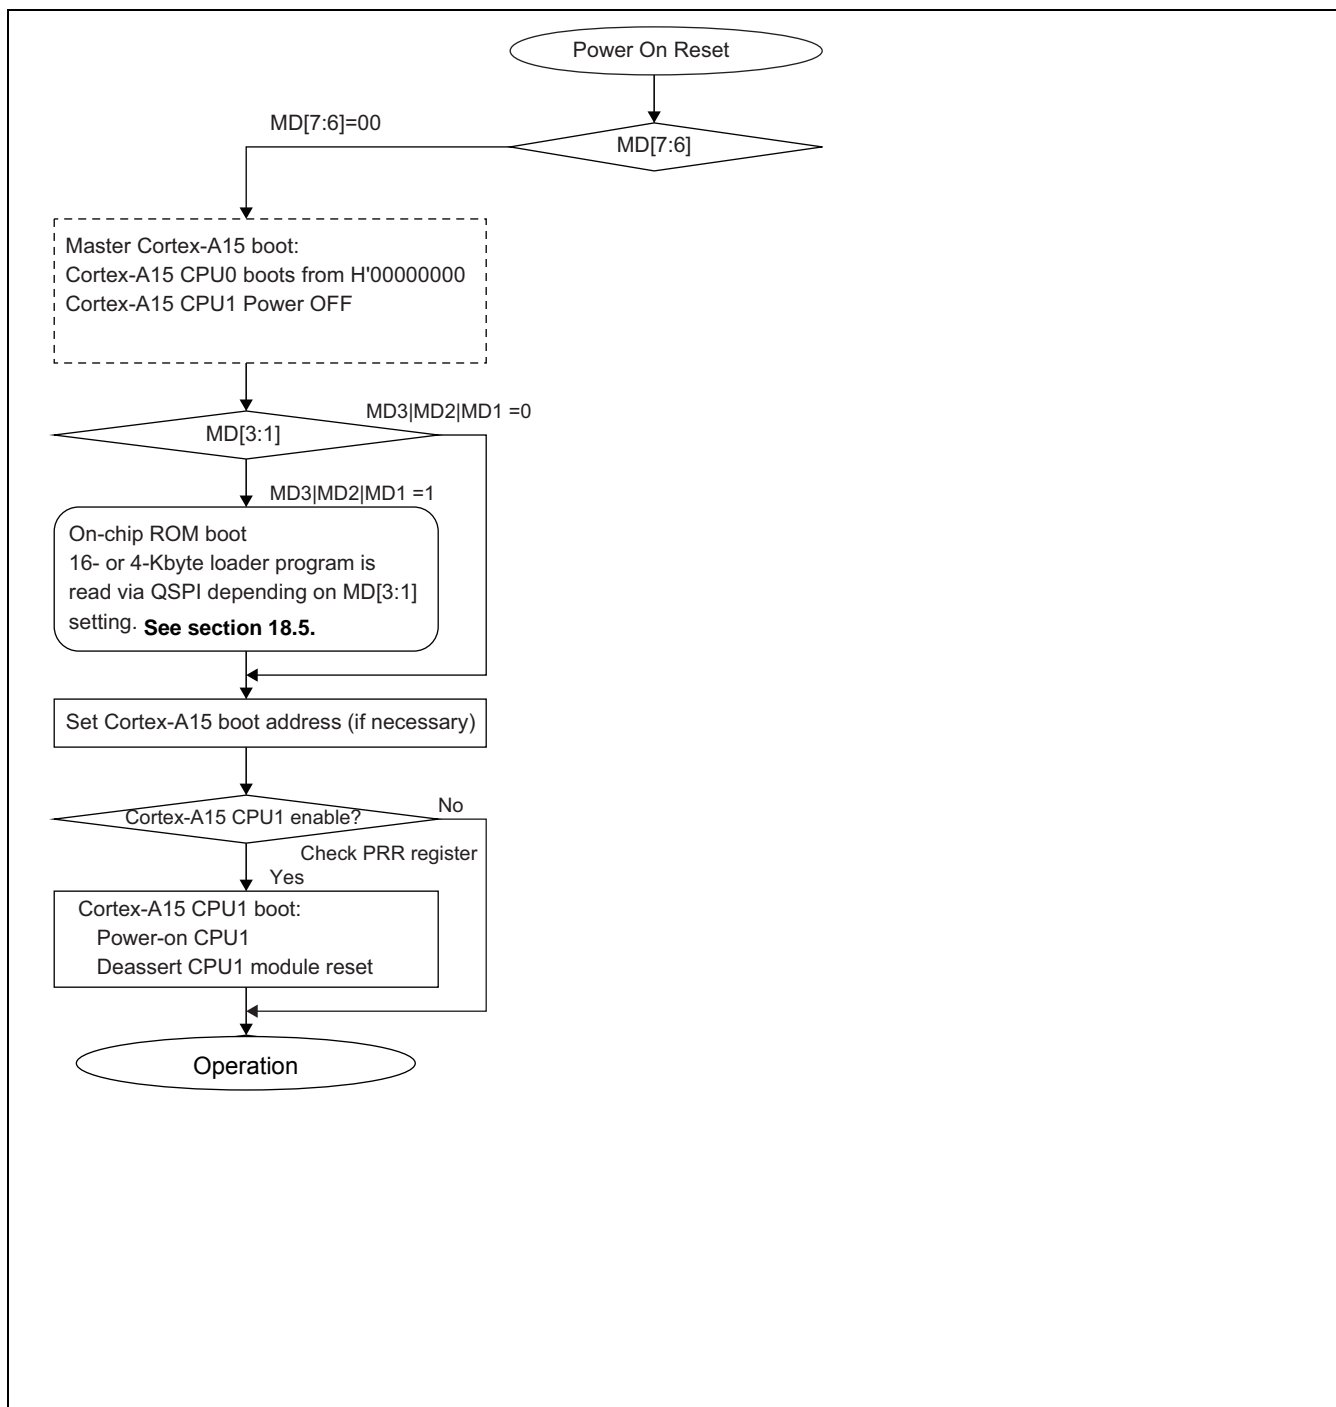 Power On Reset
MD[7:6]=00
MD[7:6]
Master Cortex-A15 boot:
Cortex-A15 CPU0 boots from H'00000000
Cortex-A15 CPU1 Power OFF
MD3|MD2|MD1 =0
MD[3:1]
MD3|MD2|MD1 =1
On-chip ROM boot
16- or 4-Kbyte loader program is
read via QSPI depending on MD[3:1]
setting. See section 18.5.
Set Cortex-A15 boot address (if necessary)
No
Cortex-A15 CPU1 enable?
Check PRR register
Yes
Cortex-A15 CPU1 boot:
Power-on CPU1
Deassert CPU1 module reset
Operation